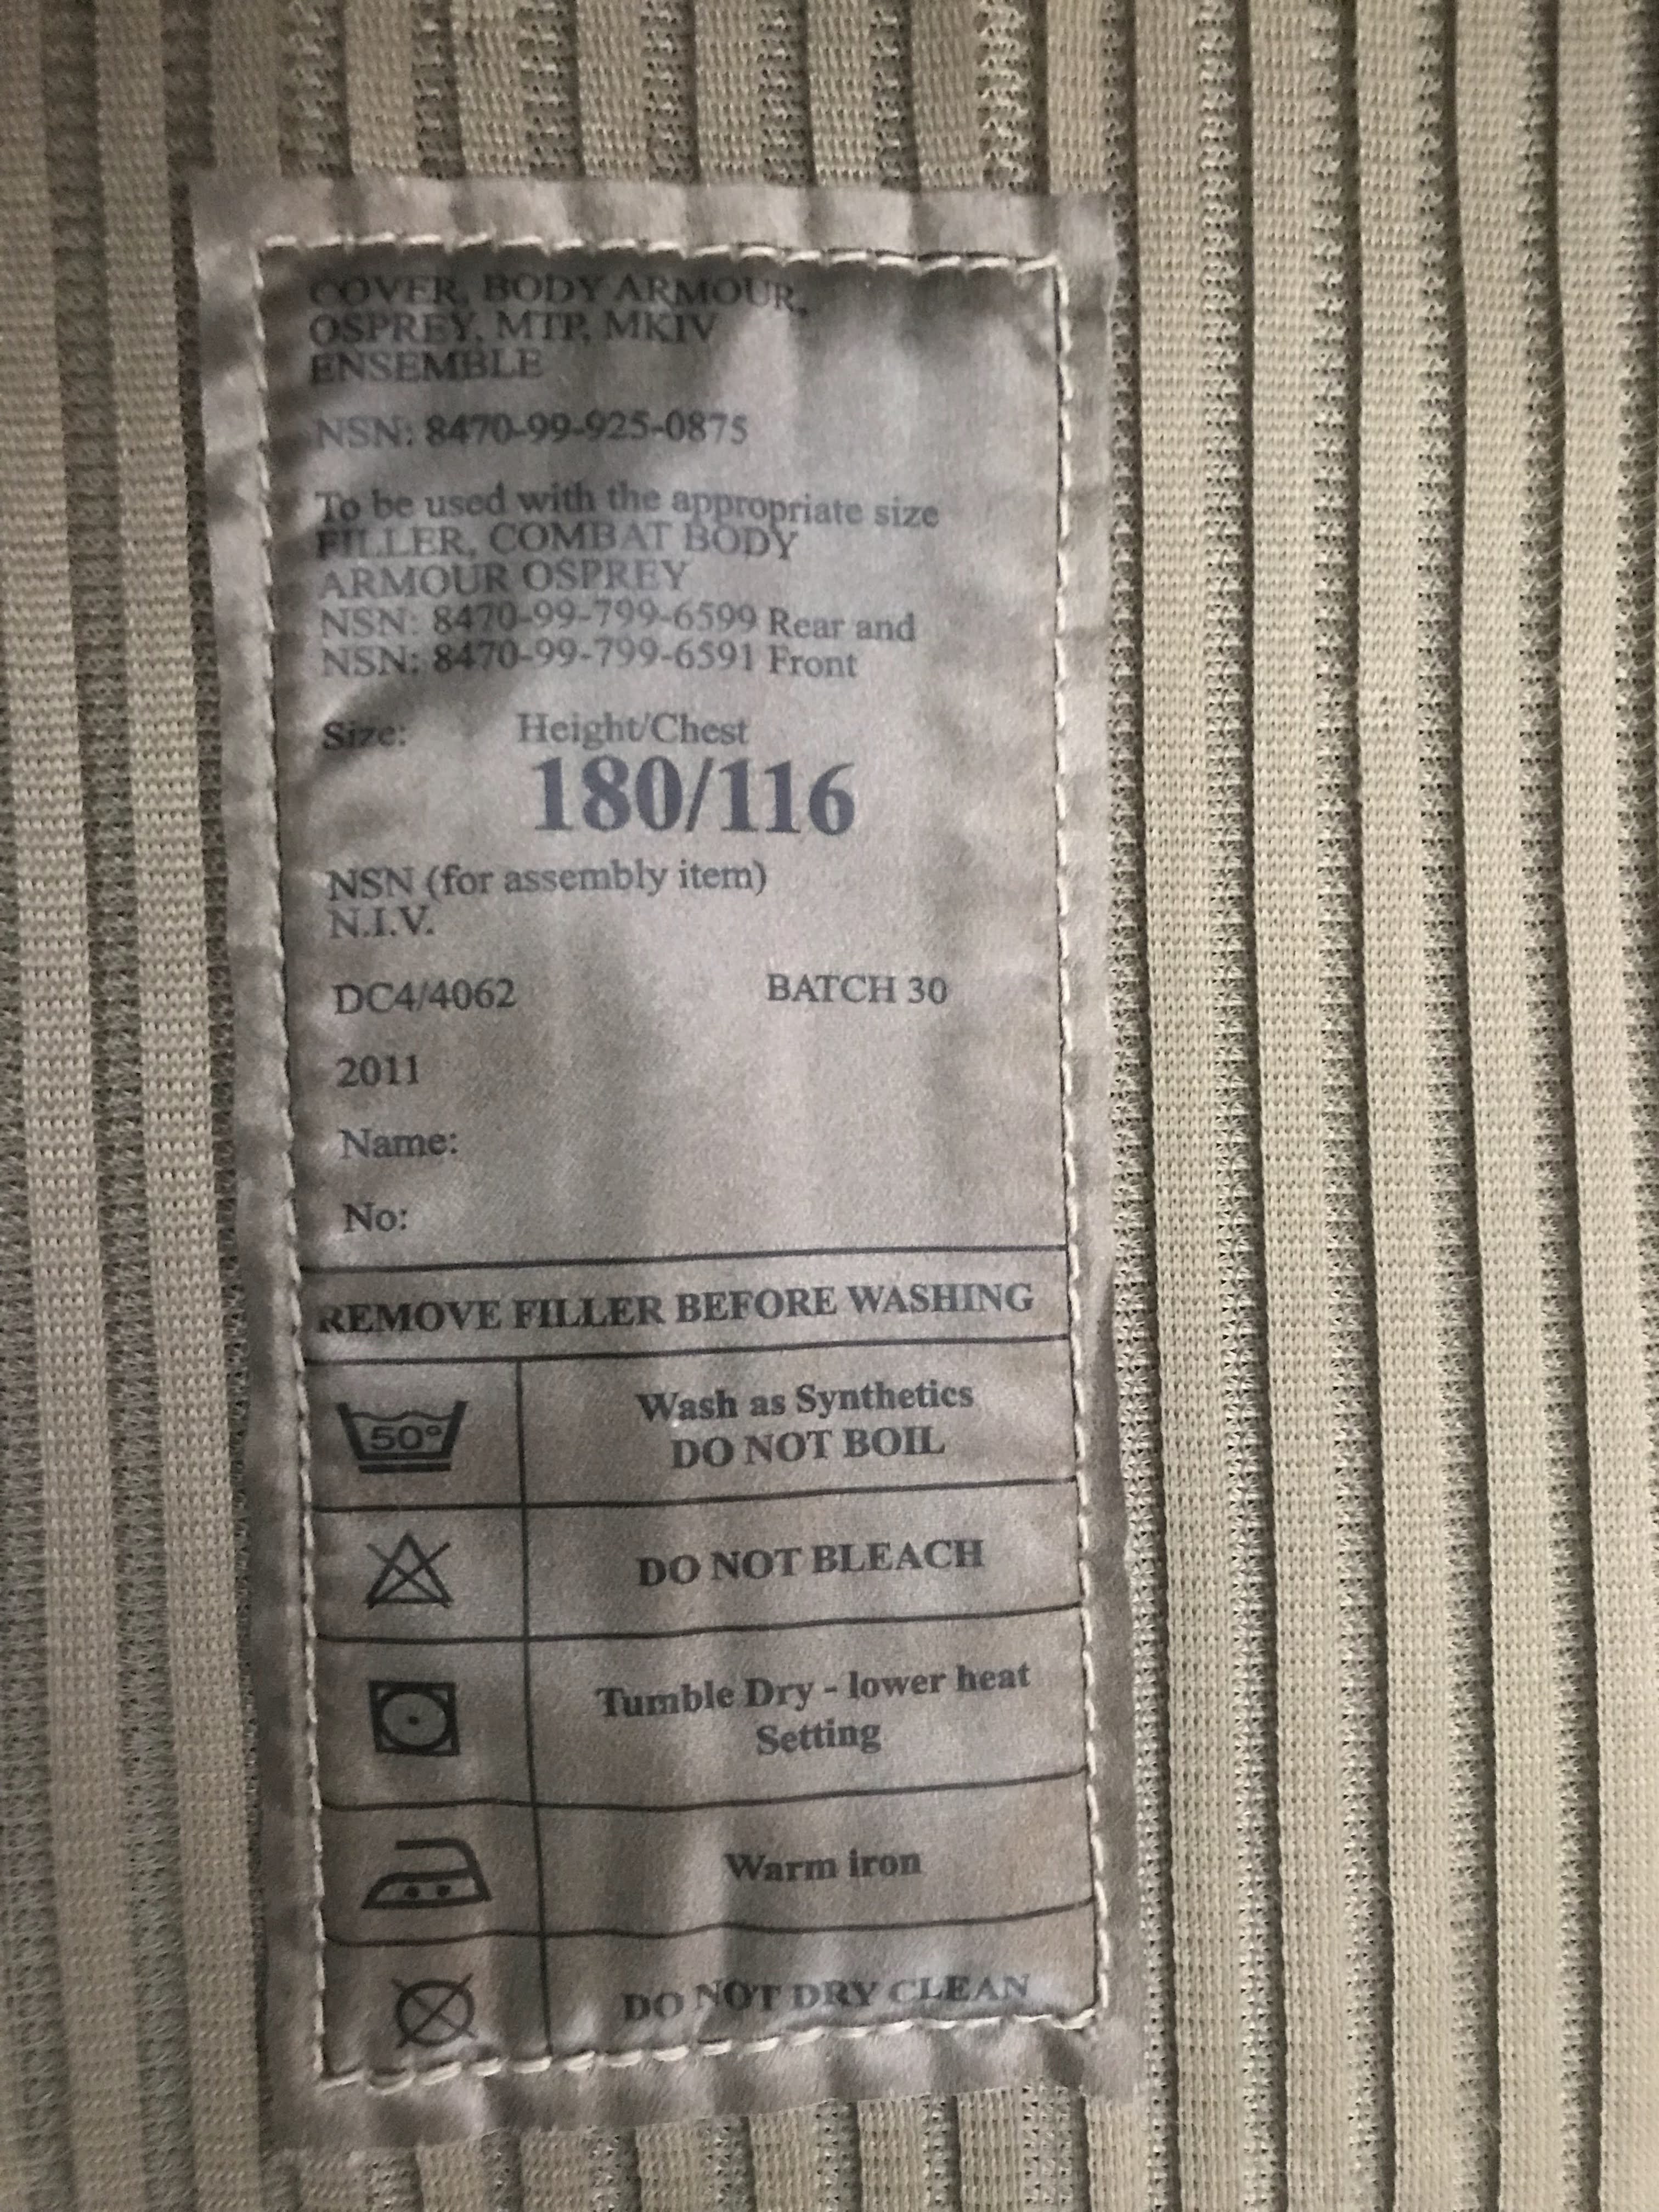 COVER, BODY ARMOUR,
OSPREY, MTP, MKIV
ENSEMBLE
NSN: 8470-99-925-0875
To be used with the appropriate size
FILLER, COMBAT BODY
ARMOUR OSPREY
NSN: 8470-99-799-6599 Rear and
NSN: 8470-99-799-6591 Front
Size: Height/Chest
180/116
NSN (for assembly item)
N.I.V.
DC4/4062 BATCH 30
2011
Name:
No:
REMOVE FILLER BEFORE WASHING
50° Wash as Synthetics
DO NOT BOIL
DO NOT BLEACH
Tumble Dry - lower heat
Setting
Warm iron
DO NOT DRY CLEAN